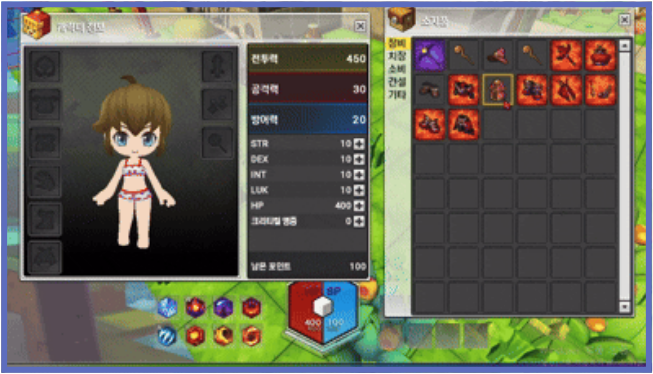 캐릭터 정보
전투력 450
공격력 30
방어력 20
STR 10
DEX 10
INT 10
LUK 10
HP 400
크리티컬 명중 0
남은 포인트 100
소지품
장비
치장
소비
건설
기타
SP
400
100